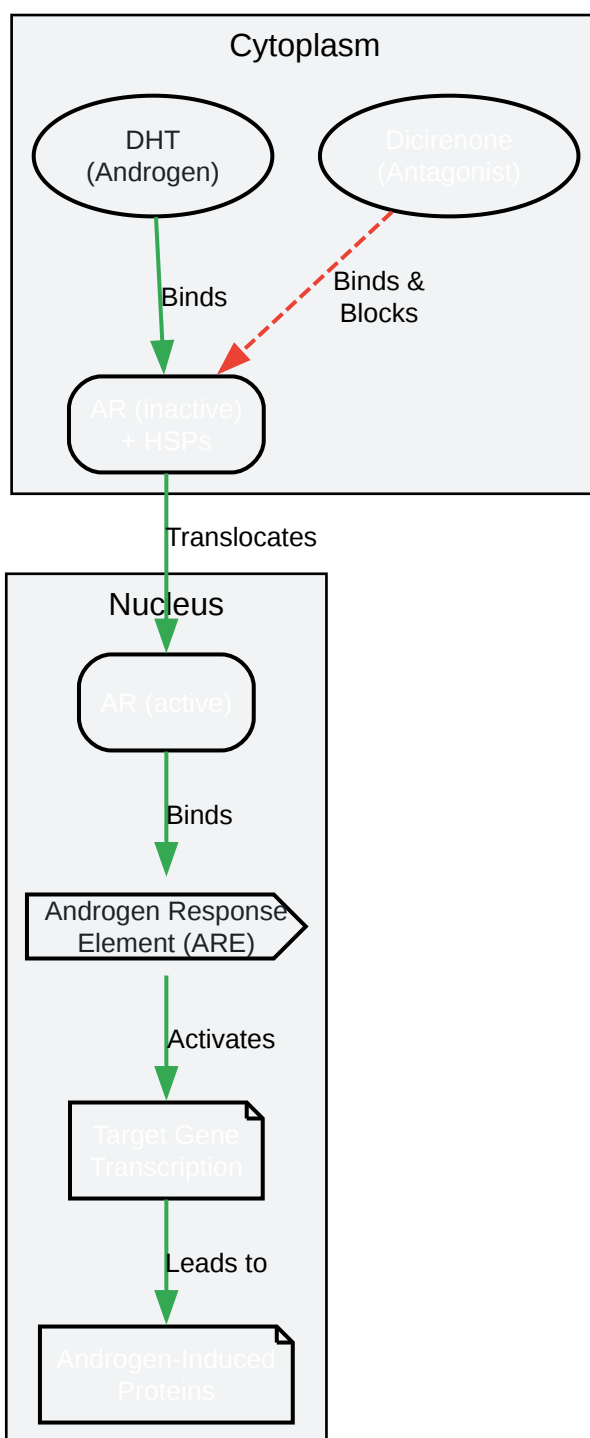 Cytoplasm
DHT
(Androgen)
Dicirenone
(Antagonist)
Binds
Binds &
Blocks
AR (inactive)
+ HSPs
Translocates
Nucleus
AR (active)
Binds
Androgen Response
Element (ARE)
Activates
Target Gene
Transcription
Leads to
Androgen-Induced
Proteins